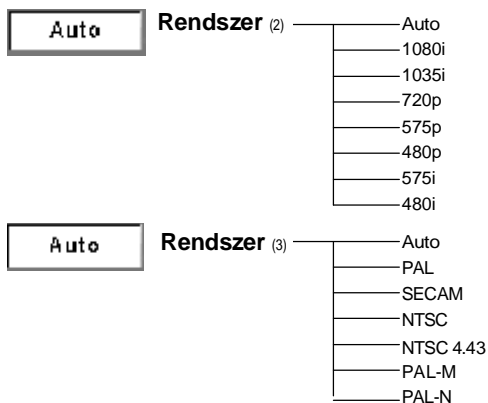 Auto Rendszer (2) Auto
1080i
1035i
720p
575p
480p
575i
480i
Auto Rendszer (3) Auto
PAL
SECAM
NTSC
NTSC 4.43
PAL-M
PAL-N